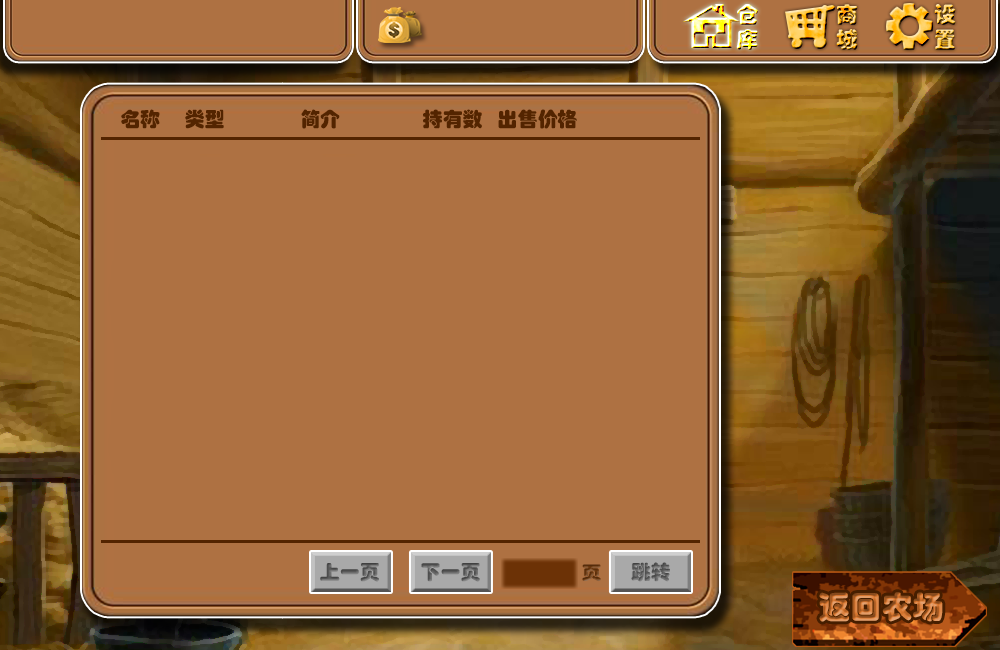 仓库 商城 设置
名称 类型 简介 持有数 出售价格
上一页 下一页 页 跳转
返回农场